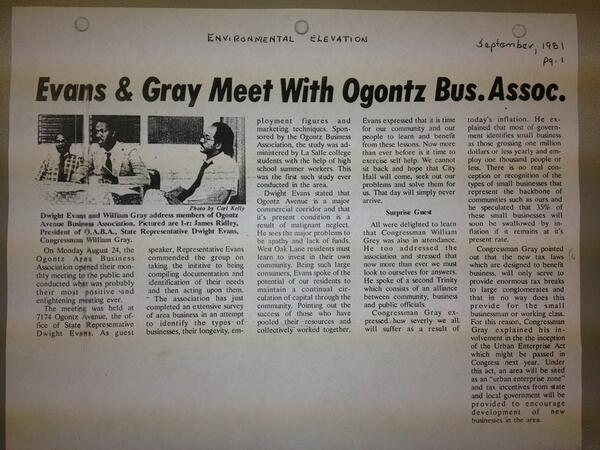 ENVIRONMENTAL ELEVATION
September, 1981
pg. 1
Evans & Gray Meet With Ogontz Bus. Assoc.
Photo by Carl Kelly
Dwight Evans and William Gray address members of Ogontz
Avenue Business Association. Pictured are l-r: James Ridley,
President of O.A.B.A., State Representative Dwight Evans,
Congressman William Gray.
On Monday August 24, the
Ogontz Area Business
Association opened their mon-
thly meeting to the public and
conducted what was probably
their most positive and
enlightening meeting ever.
The meeting was held at
7174 Ogontz Avenue, the of-
fice of State Representative
Dwight Evans. As guest
speaker, Representative Evans
commended the group on
taking the initiive to being
compiling documentation and
identification of their needs
and then acting upon them.
The association has just
completed an extensive survey
of area business in an attempt
to identify the types of
businesses, their longevity, em-
ployment figures and
marketing techniques. Spon-
sored by the Ogontz Business
Association, the study was ad-
ministered by La Salle college
students with the help of high
school summer workers. This
was the first such study ever
conducted in the area.
Dwight Evans stated that
Ogontz Avenue is a major
commercial corridor and that
it's present condition is a
result of malignant neglect.
He sees the major problems to
be apathy and lack of funds.
West Oak Lane residents must
learn to invest in their own
community. Being such large
consumers, Evans spoke of the
potential of our residents to
maintain a continual cir-
culation of capital through the
community. Pointing out the
success of those who have
pooled their resources and
collectively worked together,
Evans expressed that it is time
for our community and our
people to learn and benefit
from these lessons. Now more
than ever before is it time to
exercise self help. We cannot
sit back and hope that City
Hall will come, seek out our
problems and solve them for
us. That day will simply never
arrive.
Surprise Guest
All were delighted to
learn that Congressman William
Grey was also in attendance.
He too addressed the
association and stressed that
now more than ever we must
look to ourselves for answers.
He spoke of a second Trinity
which consists of an alliance
between community, business
and public officials.
Congressman Gray ex-
pressed how severly we all
will suffer as a result of
today's inflation. He ex-
plained that most of govern-
ment identifies small business
as those grossing one million
dollars or less yearly and em-
ploy one thousand people or
less. There is no real con-
ception or recognition of the
types of small businesses that
represent the backbone of
communities such as ours and
he speculated that 35% of
these small businesses will
soon be swallowed by in-
flation if it remains at it's
present rate.
Congressman Gray pointed
out that the new tax laws
which are designed to benefit
business, will only serve to
provide enormous tax breaks
to large conglomerates and
that in no way does this
provide for the small
businessman or working class.
For this reason, Congressman
Gray explained his in-
volvement in the the inception
of the Urban Enterprise Act
which might be passed in
Congress next year. Under
this act, an area will be sited
as an "urban enterprise zone"
and tax incentives from state
and local government will be
provided to encourage
development of new
businesses in the area.